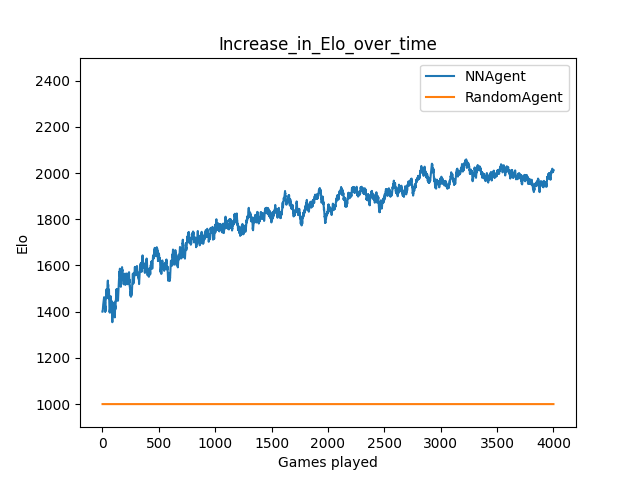 Increase_in_Elo_over_time
NNAgent
RandomAgent
2400
2200
2000
1800
1600
1400
1200
1000
Elo
0 500 1000 1500 2000 2500 3000 3500 4000
Games played